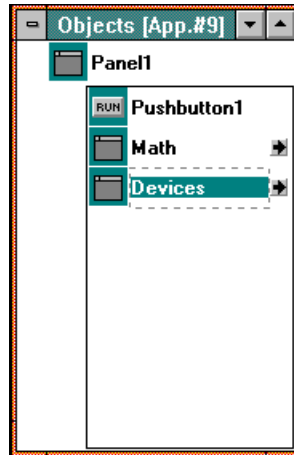 Objects [App.#9]
Panel1
RUN Pushbutton1
Math
Devices